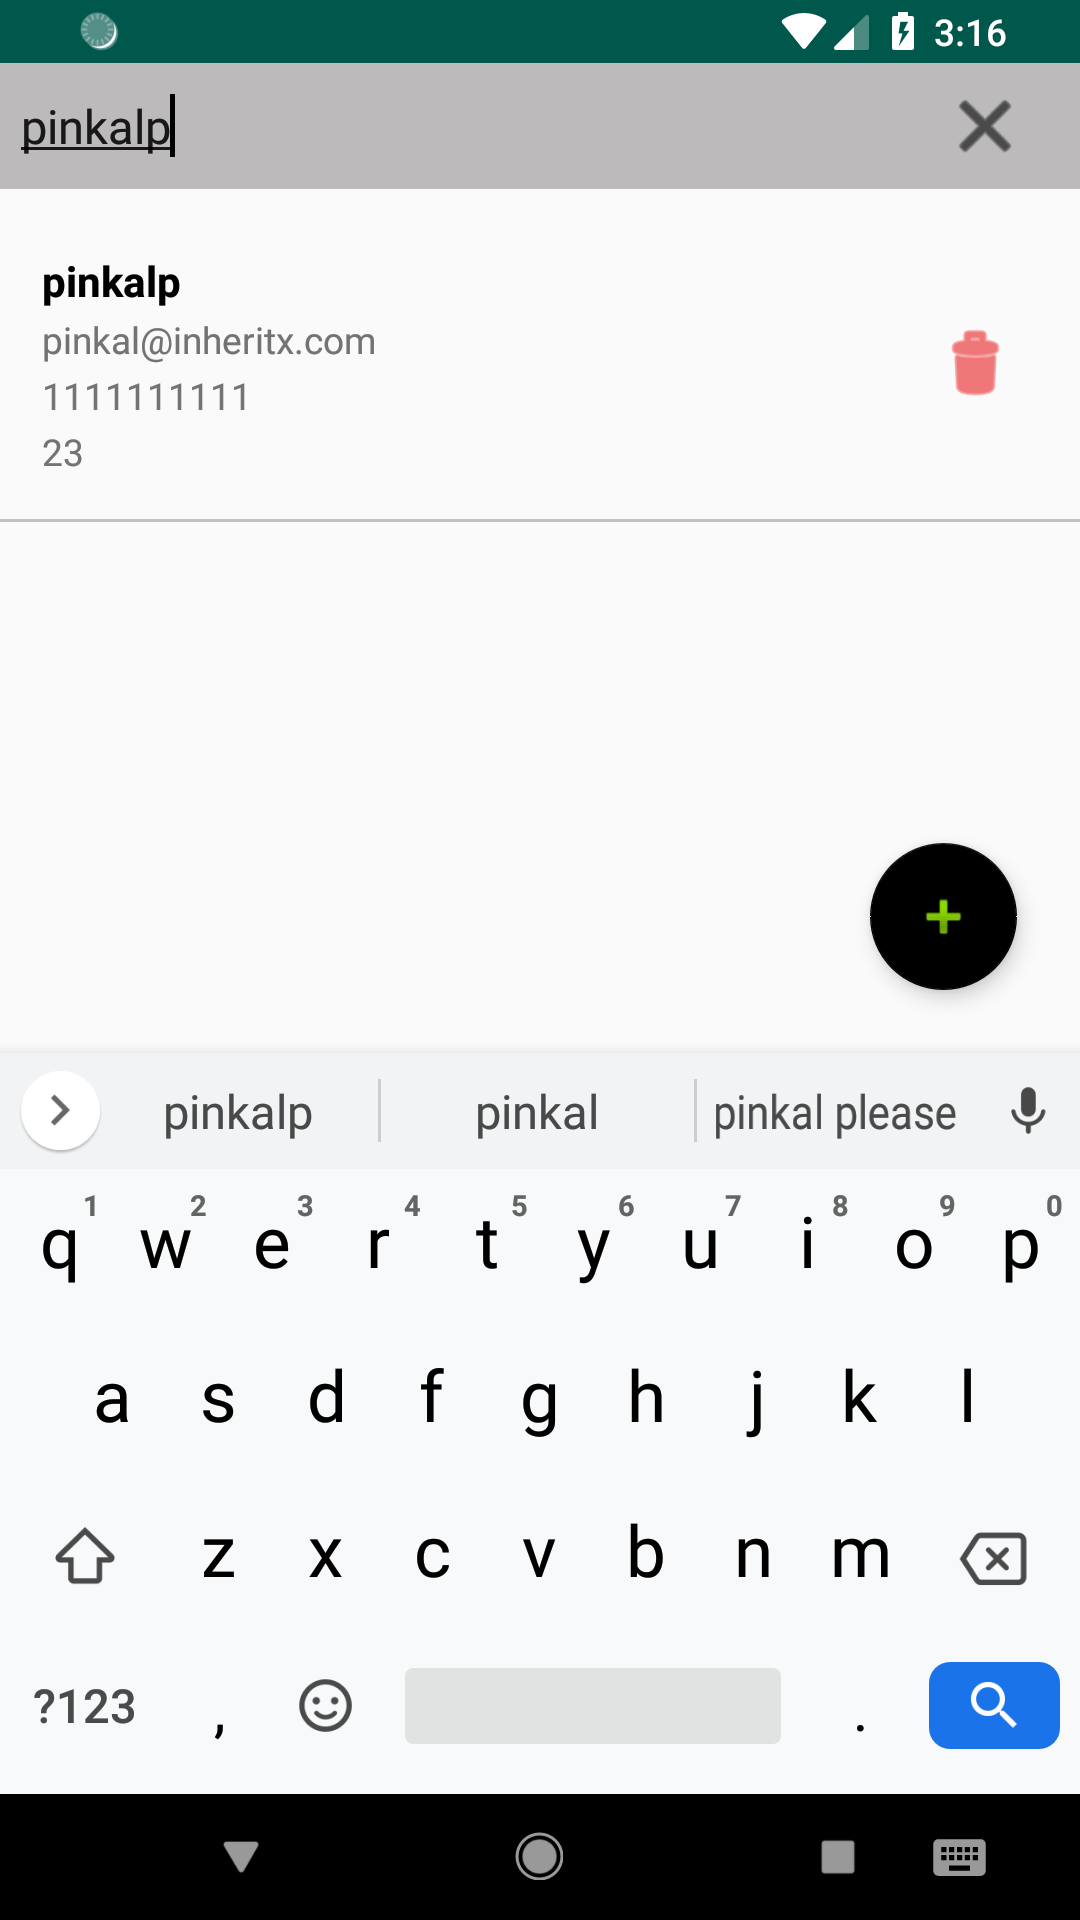 3:16
pinkalp
pinkalp
pinkal@inheritx.com
1111111111
23
pinkalp pinkal pinkal please
1 2 3 4 5 6 7 8 9 0
q w e r t y u i o p
a s d f g h j k l
z x c v b n m
?123 , .